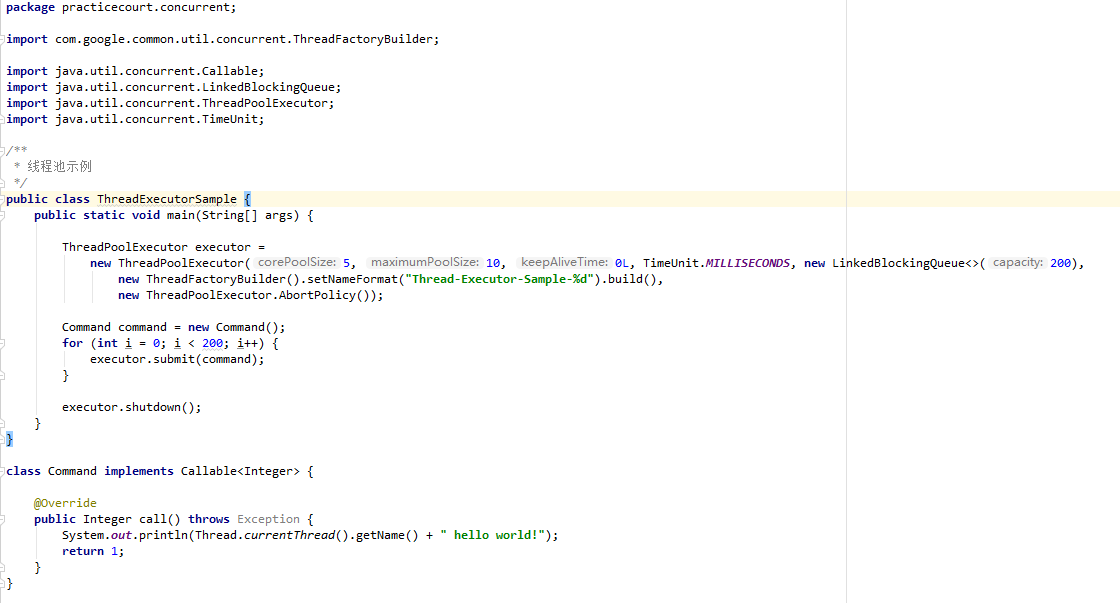 package practicecourt.concurrent;
import com.google.common.util.concurrent.ThreadFactoryBuilder;
import java.util.concurrent.Callable;
import java.util.concurrent.LinkedBlockingQueue;
import java.util.concurrent.ThreadPoolExecutor;
import java.util.concurrent.TimeUnit;
/**
 * 线程池示例
 */
public class ThreadExecutorSample {
    public static void main(String[] args) {
        ThreadPoolExecutor executor =
            new ThreadPoolExecutor( corePoolSize: 5, maximumPoolSize: 10, keepAliveTime: 0L, TimeUnit.MILLISECONDS, new LinkedBlockingQueue<>( capacity: 200),
                new ThreadFactoryBuilder().setNameFormat("Thread-Executor-Sample-%d").build(),
                new ThreadPoolExecutor.AbortPolicy());
        Command command = new Command();
        for (int i = 0; i < 200; i++) {
            executor.submit(command);
        }
        executor.shutdown();
    }
}
class Command implements Callable<Integer> {
    @Override
    public Integer call() throws Exception {
        System.out.println(Thread.currentThread().getName() + " hello world!");
        return 1;
    }
}